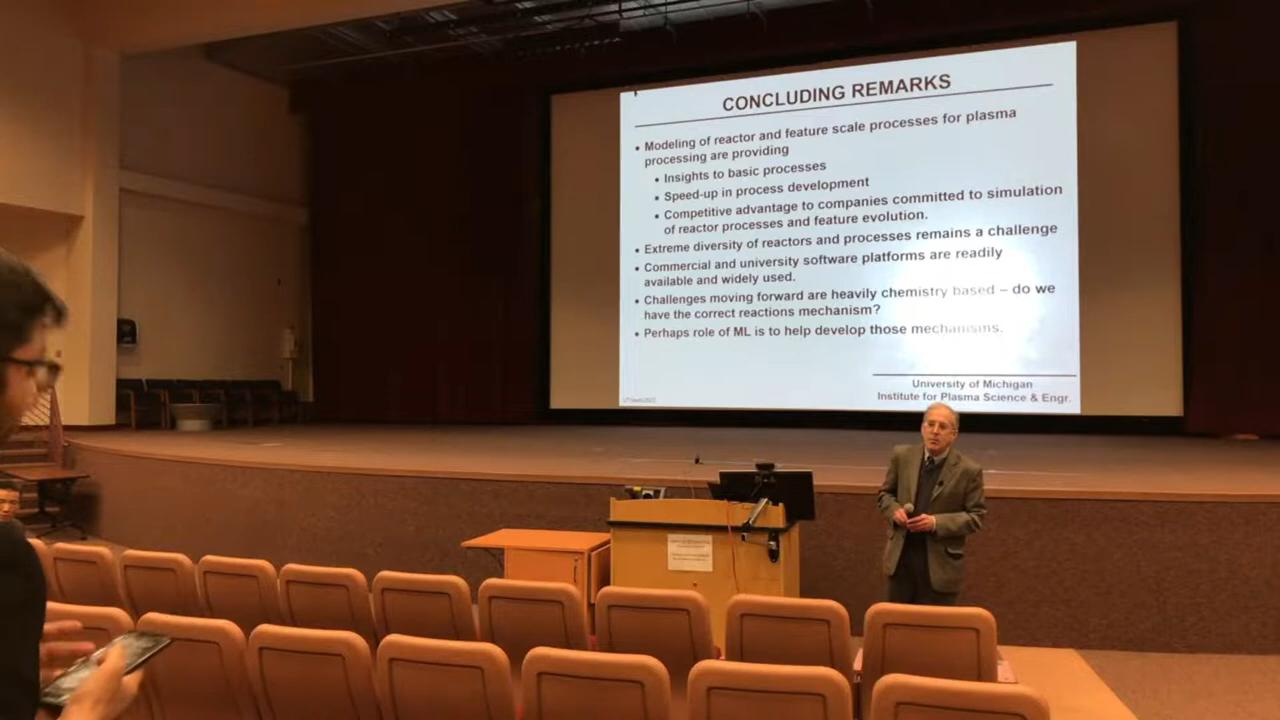 CONCLUDING REMARKS
• Modeling of reactor and feature scale processes for plasma
processing are providing
• Insights to basic processes
• Speed-up in process development
• Competitive advantage to companies committed to simulation
of reactor processes and feature evolution.
• Extreme diversity of reactors and processes remains a challenge
• Commercial and university software platforms are readily
available and widely used.
• Challenges moving forward are heavily chemistry based – do we
have the correct reactions mechanism?
• Perhaps role of ML is to help develop those mechanisms.
University of Michigan
Institute for Plasma Science & Engr.